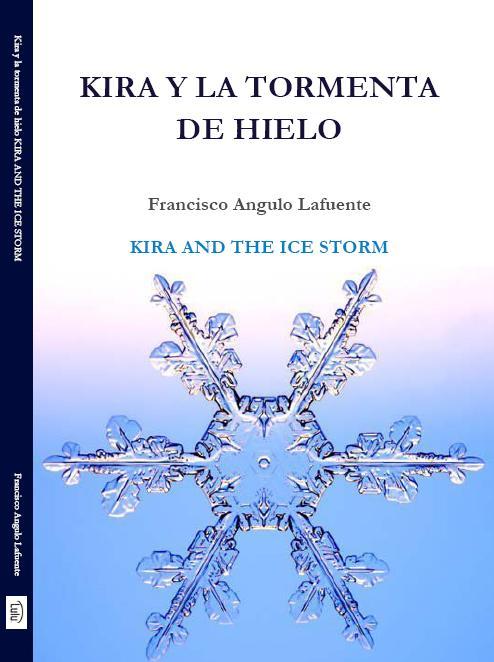 KIRA Y LA TORMENTA
DE HIELO
Francisco Angulo Lafuente
KIRA AND THE ICE STORM
Kira y la tormenta de hielo KIRA AND THE ICE STORM
Francisco Angulo Lafuente
Lulu